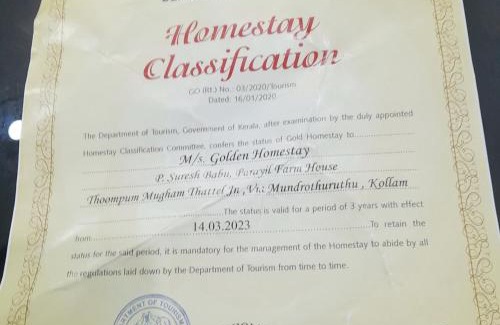 Homestay
Classification
GO (Rt.) No.: 03/2020/Tourism
Dated: 16/01/2020
The Department of Tourism, Government of Kerala, after examination by the duly appointed
Homestay Classification Committee, confers the status of Gold Homestay to
M/s. Golden Homestay
P. Suresh Babu, Parayil Farm House
Thoompum Mugham Thattel Jn ,Via: Mundrothuruthu , Kollam
The status is valid for a period of 3 years with effect
from 14.03.2023 To retain the
status for the said period, it is mandatory for the management of the Homestay to abide by all
the regulations laid down by the Department of Tourism from time to time.
DEPARTMENT OF TOURISM